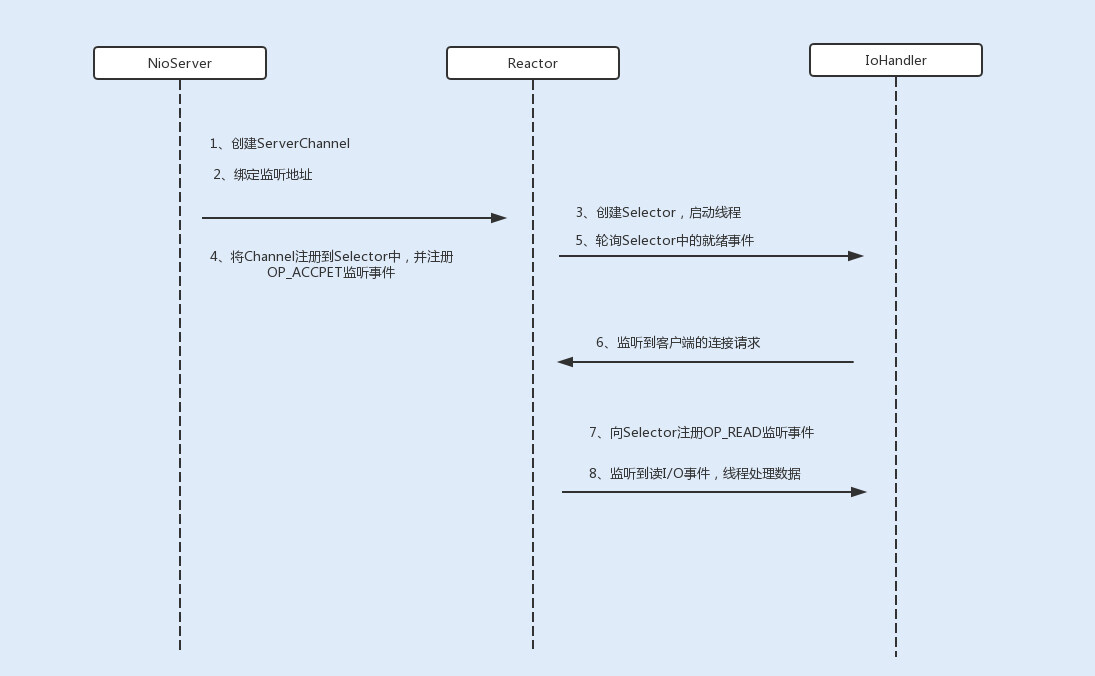 NioServer
Reactor
IoHandler
1、创建ServerChannel
2、绑定监听地址
3、创建Selector，启动线程
5、轮询Selector中的就绪事件
4、将Channel注册到Selector中，并注册
OP_ACCPET监听事件
6、监听到客户端的连接请求
7、向Selector注册OP_READ监听事件
8、监听到读I/O事件，线程处理数据